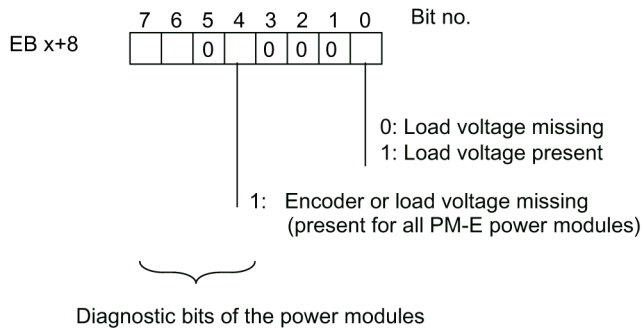 7 6 5 4 3 2 1 0 Bit no.
EB x+8 0 0 0 0
0: Load voltage missing
1: Load voltage present
1: Encoder or load voltage missing
(present for all PM-E power modules)
Diagnostic bits of the power modules